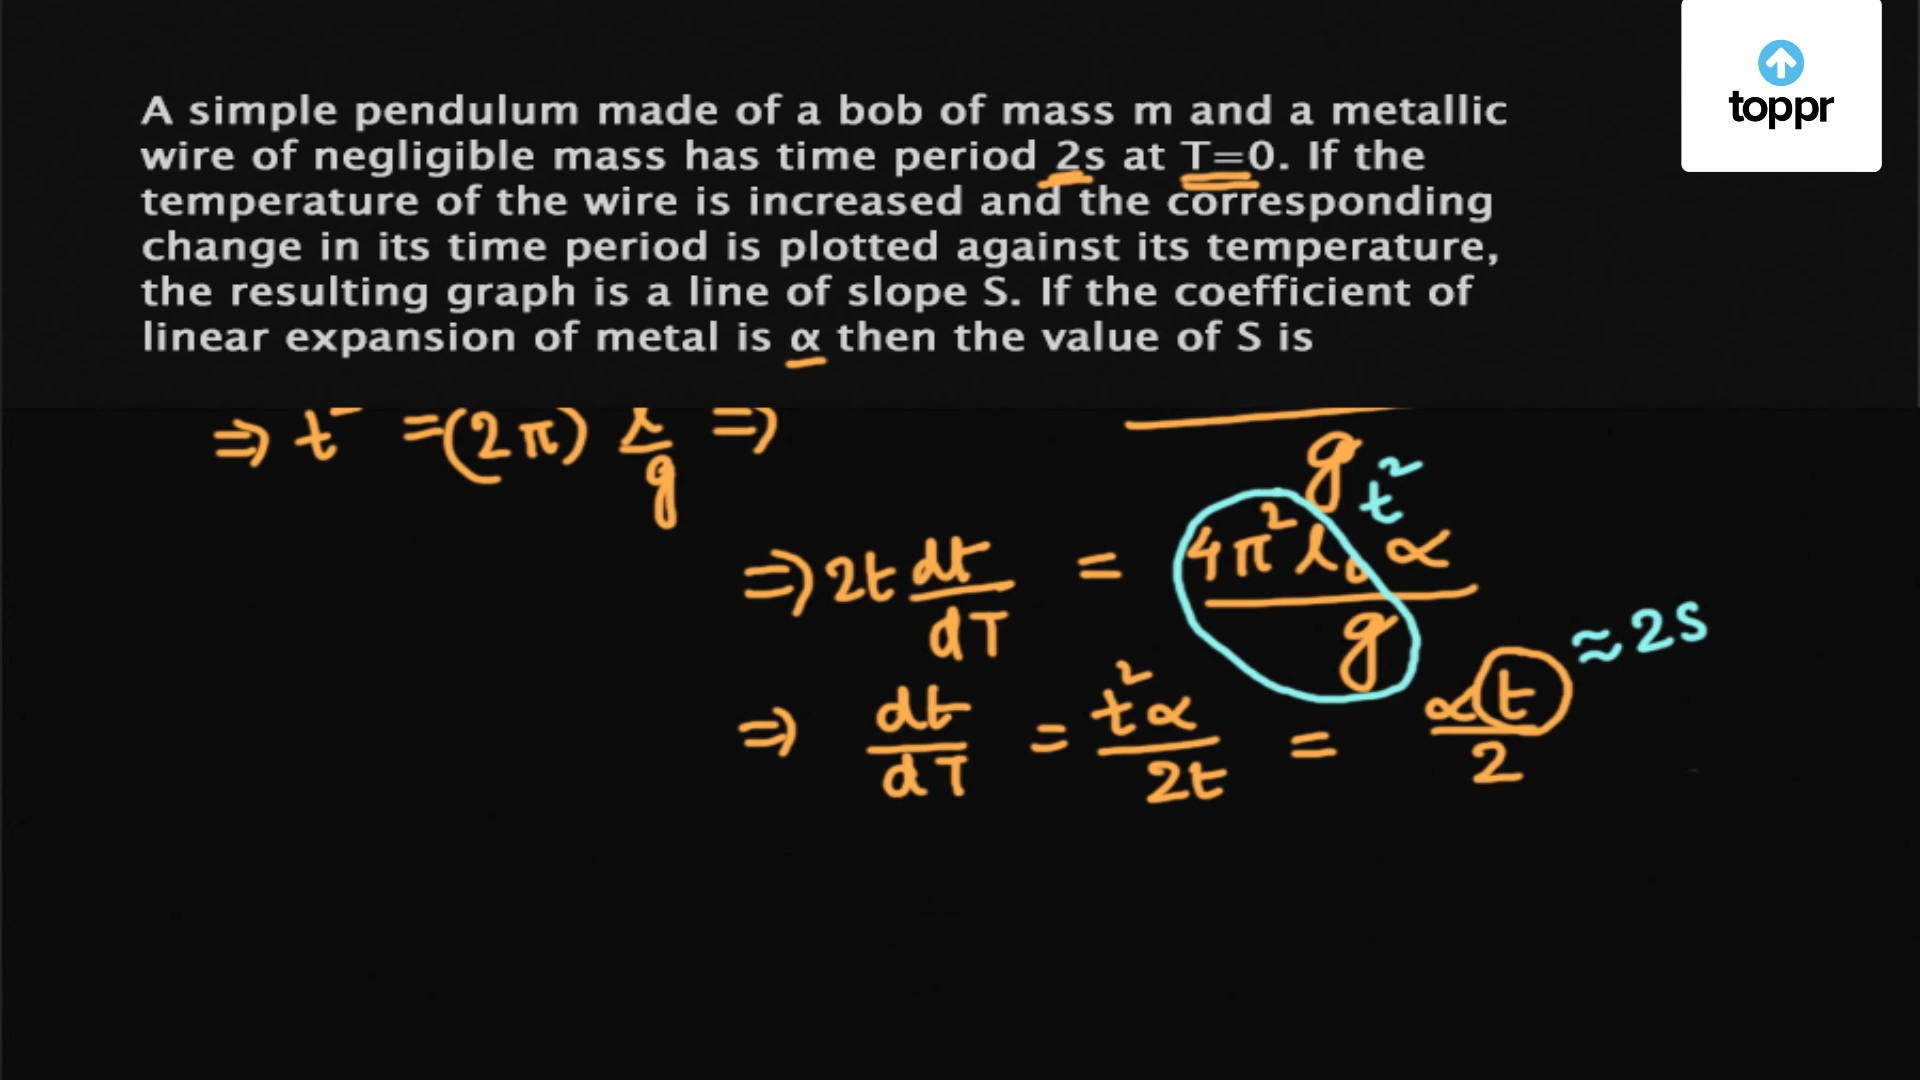 toppr
A simple pendulum made of a bob of mass m and a metallic
wire of negligible mass has time period 2s at T=0. If the
temperature of the wire is increased and the corresponding
change in its time period is plotted against its temperature,
the resulting graph is a line of slope S. If the coefficient of
linear expansion of metal is α then the value of S is
⇒ t² =(2π) l/g ⇒
g
t²
⇒ 2t dt/dT = 4π² l₀ α / g
≈ 2s
⇒ dt/dT = t²α/2t = αt/2